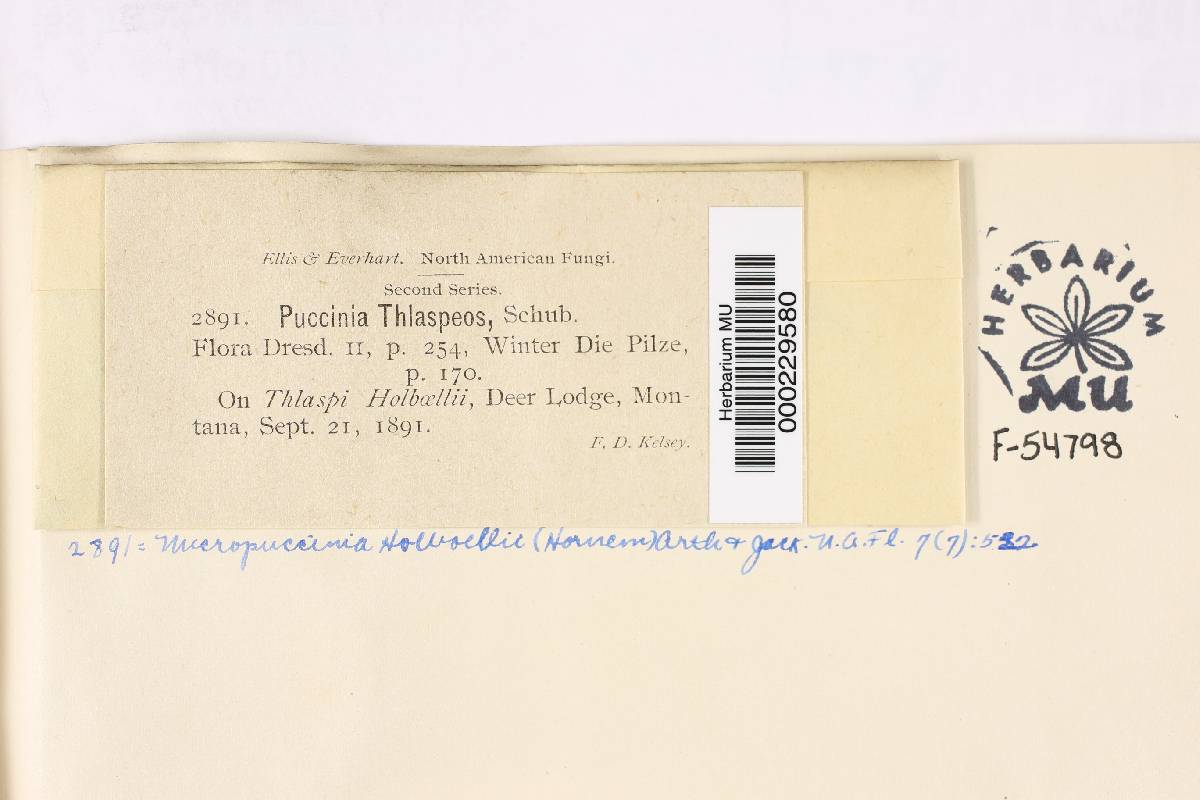 Ellis & Everhart. North American Fungi.
Second Series.
2891. Puccinia Thlaspeos, Schub.
Flora Dresd. II, p. 254, Winter Die Pilze,
p. 170.
On Thlaspi Holbœllii, Deer Lodge, Mon-
tana, Sept. 21, 1891.
F. D. Kelsey.
Herbarium MU
000229580
HERBARIUM
MU
F-54798
2891 = Micropuccinia Holboellii (Hornem) Arth & Jack. N.A.Fl. 7(7):532